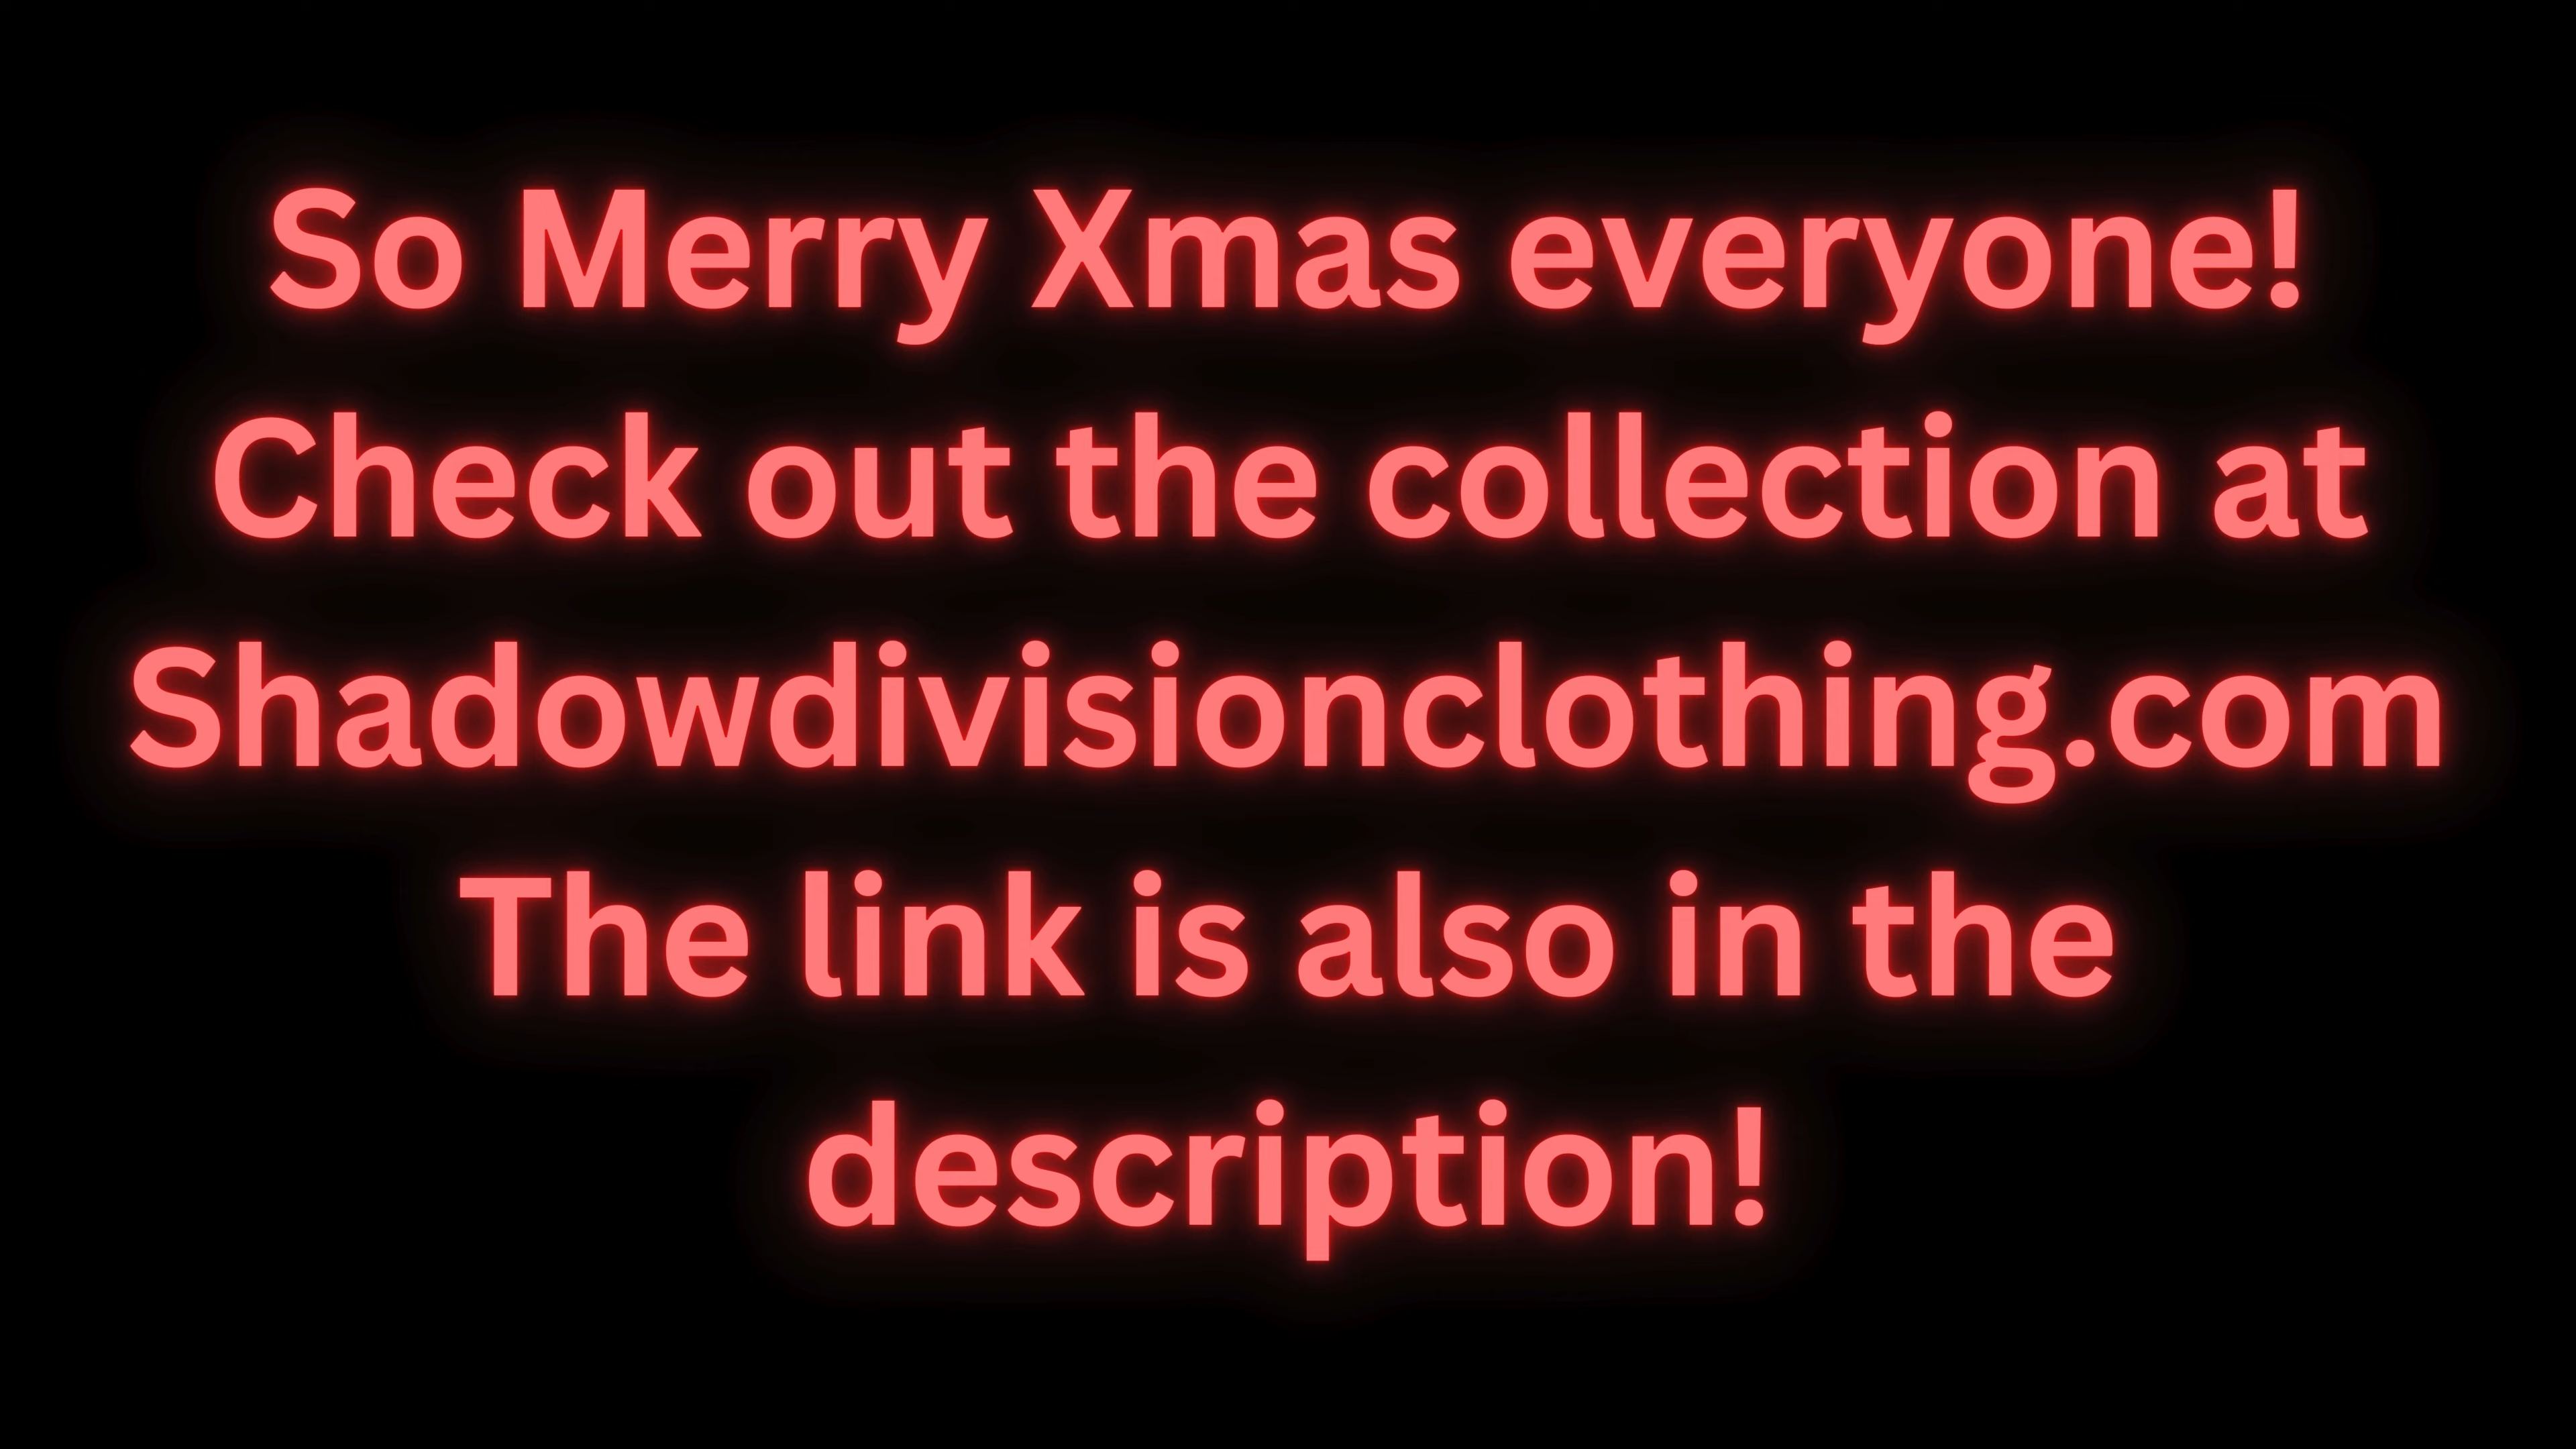 So Merry Xmas everyone!
Check out the collection at
Shadowdivisionclothing.com
The link is also in the
description!